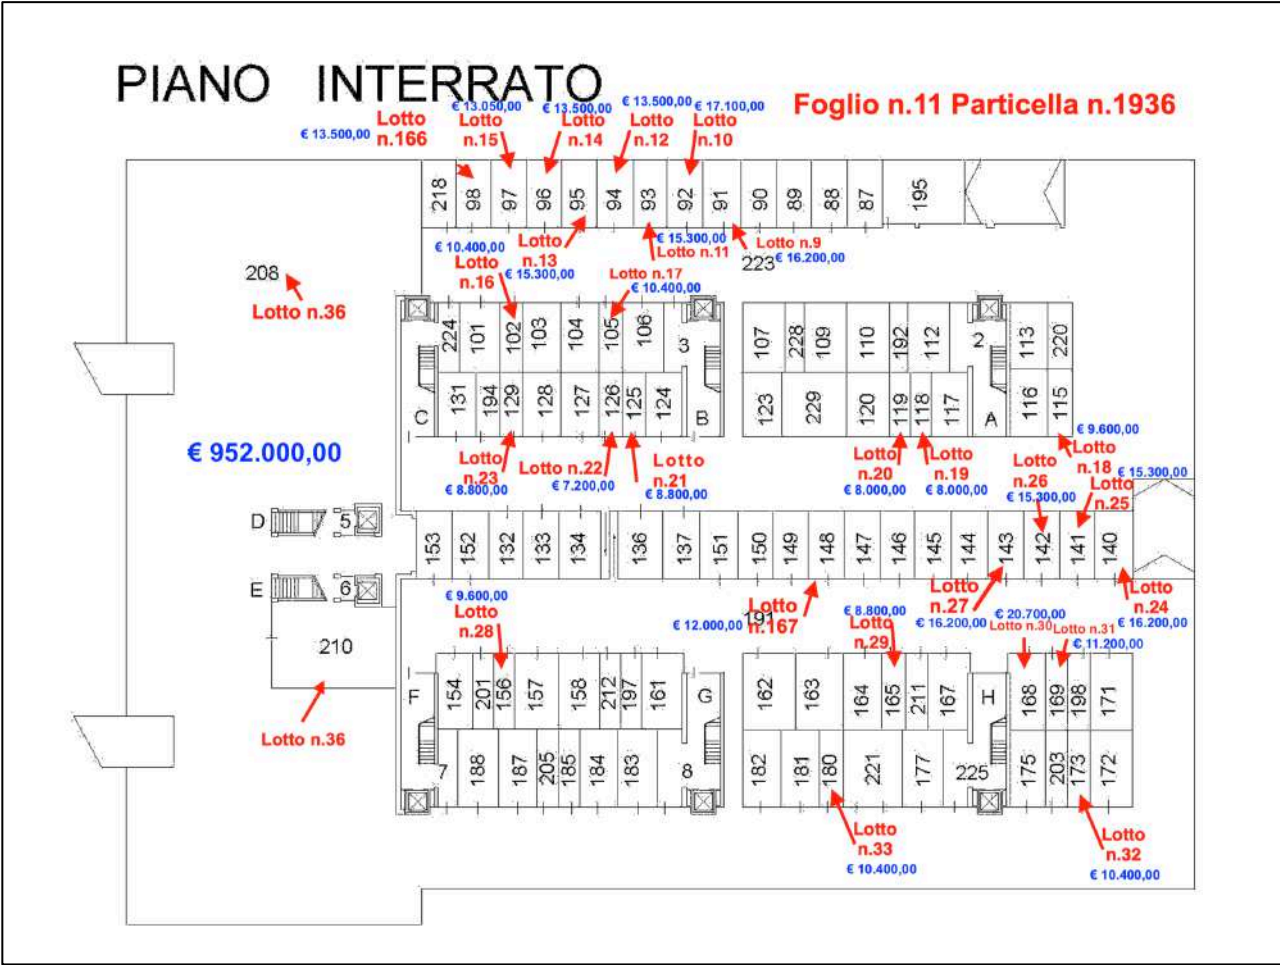 PIANO INTERRATO
Foglio n.11 Particella n.1936
€ 13.500,00
Lotto
n.166
€ 13.050,00
Lotto
n.15
€ 13.500,00
Lotto
n.14
€ 13.500,00
Lotto
n.12
€ 17.100,00
Lotto
n.10
218 98 97 96 95 94 93 92 91 90 89 88 87 195
€ 10.400,00
Lotto
n.16
Lotto
n.13
€ 15.300,00
€ 15.300,00
Lotto n.11
Lotto n.9
€ 16.200,00
223
208
Lotto n.36
Lotto n.17
€ 10.400,00
224 101 102 103 104 105 106 3 107 228 109 110 192 112 2 113 220
C 131 194 129 128 127 126 125 124 B 123 229 120 119 118 117 A 116 115
€ 952.000,00
Lotto
n.23
€ 8.800,00
Lotto n.22
€ 7.200,00
Lotto
n.21
€ 8.800,00
Lotto
n.20
€ 8.000,00
Lotto
n.19
€ 8.000,00
Lotto
n.26
€ 15.300,00
€ 9.600,00
Lotto
n.18
€ 15.300,00
Lotto
n.25
D 5
E 6
153 152 132 133 134 136 137 151 150 149 148 147 146 145 144 143 142 141 140
€ 9.600,00
Lotto
n.28
€ 12.000,00
Lotto
n.167
191
€ 8.800,00
Lotto
n.29
Lotto
n.27
€ 16.200,00
€ 20.700,00
Lotto n.30
Lotto n.31
€ 11.200,00
Lotto
n.24
€ 16.200,00
210
Lotto n.36
F 154 201 156 157 158 212 197 161 G 162 163 164 165 211 167 H 168 169 198 171
7 188 187 205 185 184 183 8 182 181 180 221 177 225 175 203 173 172
Lotto
n.33
€ 10.400,00
Lotto
n.32
€ 10.400,00